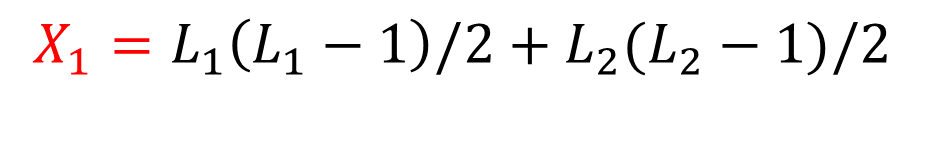 X₁ = L₁(L₁ − 1)/2 + L₂(L₂ − 1)/2